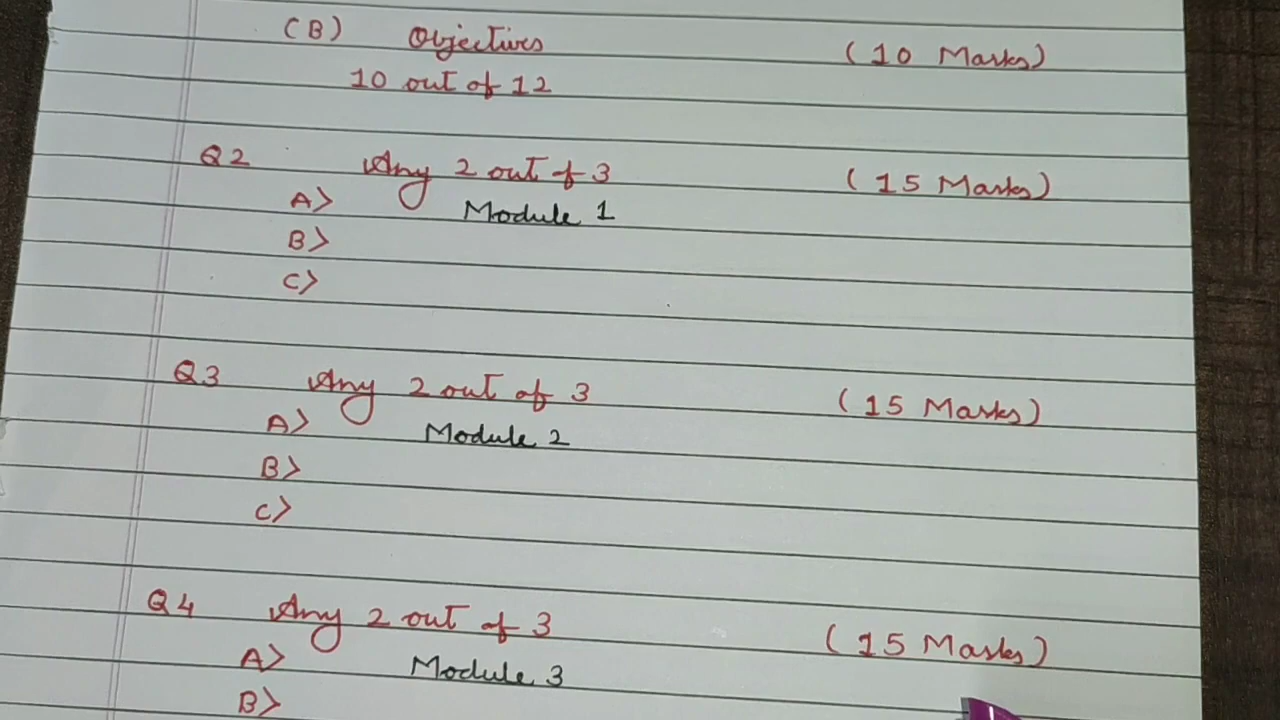 (B) Objectives (10 Marks)
10 out of 12
Q2 Any 2 out of 3 (15 Marks)
A> Module 1
B>
C>
Q3 Any 2 out of 3 (15 Marks)
A> Module 2
B>
C>
Q4 Any 2 out of 3 (15 Marks)
A> Module 3
B>